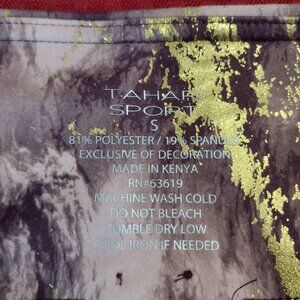 TAHARI
SPORT
S
81% POLYESTER / 19% SPANDEX
EXCLUSIVE OF DECORATION
MADE IN KENYA
RN#63619
MACHINE WASH COLD
DO NOT BLEACH
TUMBLE DRY LOW
COOL IRON IF NEEDED